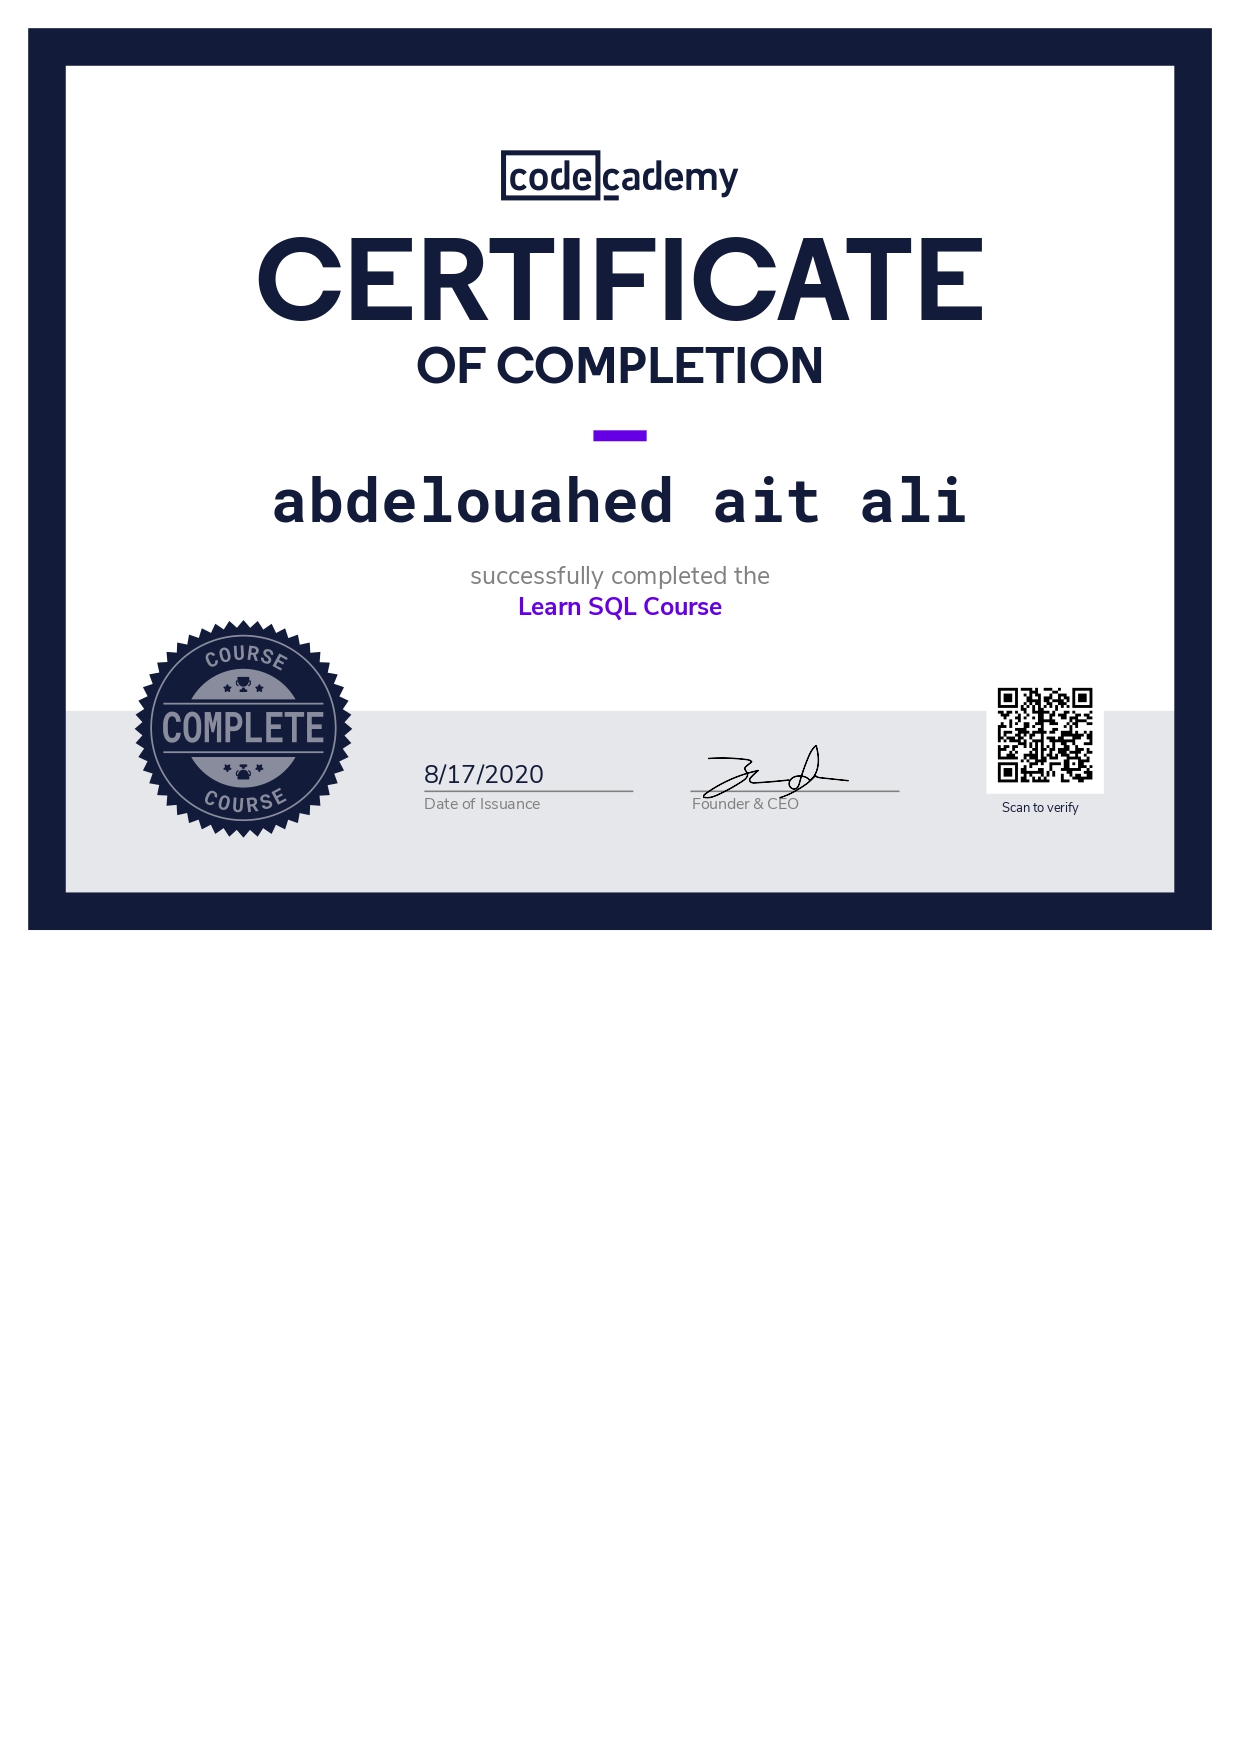 codecademy
CERTIFICATE
OF COMPLETION
abdelouahed ait ali
successfully completed the
Learn SQL Course
COURSE
COMPLETE
COURSE
8/17/2020
Date of Issuance
Founder & CEO
Scan to verify